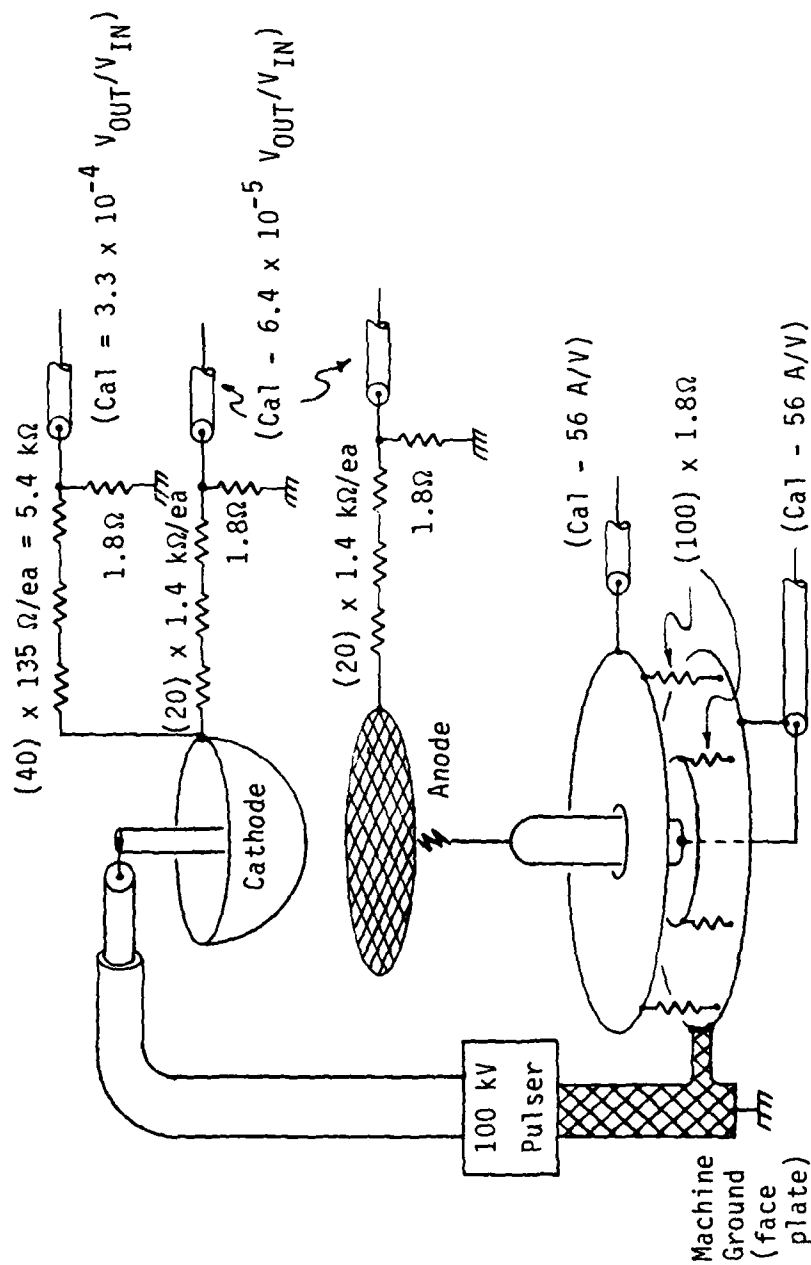 (40) x 135 Ω/ea = 5.4 kΩ
1.8Ω
(Cal = 3.3 x 10⁻⁴ V_OUT/V_IN)
(20) x 1.4 kΩ/ea
1.8Ω
(Cal - 6.4 x 10⁻⁵ V_OUT/V_IN)
Cathode
(20) x 1.4 kΩ/ea
1.8Ω
Anode
(Cal - 56 A/V)
(100) x 1.8Ω
(Cal - 56 A/V)
100 kV
Pulser
Machine
Ground
(face
plate)